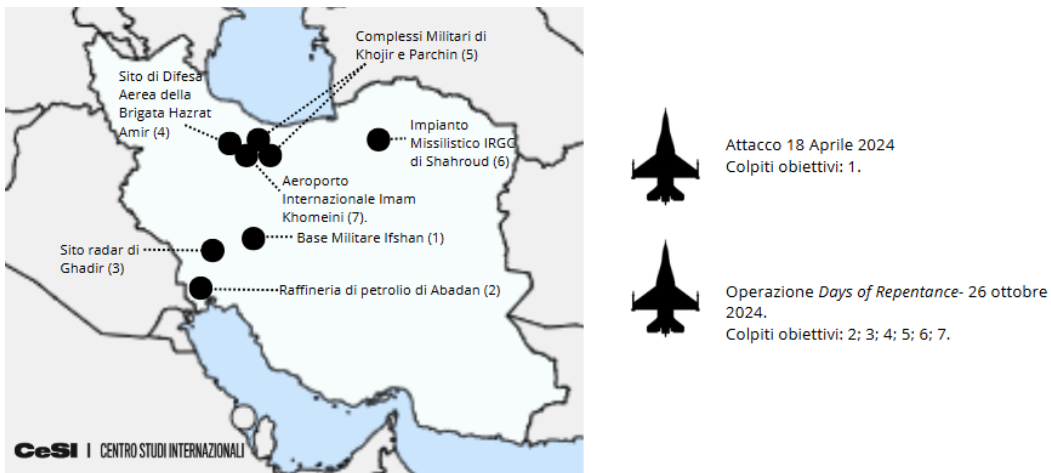 Complessi Militari di
Khojir e Parchin (5)
Sito di Difesa
Aerea della
Brigata Hazrat
Amir (4)
Impianto
Missilistico IRGC
di Shahroud (6)
Aeroporto
Internazionale Imam
Khomeini (7).
Base Militare Ifshan (1)
Sito radar di
Ghadir (3)
Raffineria di petrolio di Abadan (2)
CeSI | CENTRO STUDI INTERNAZIONALI
Attacco 18 Aprile 2024
Colpiti obiettivi: 1.
Operazione Days of Repentance- 26 ottobre
2024.
Colpiti obiettivi: 2; 3; 4; 5; 6; 7.